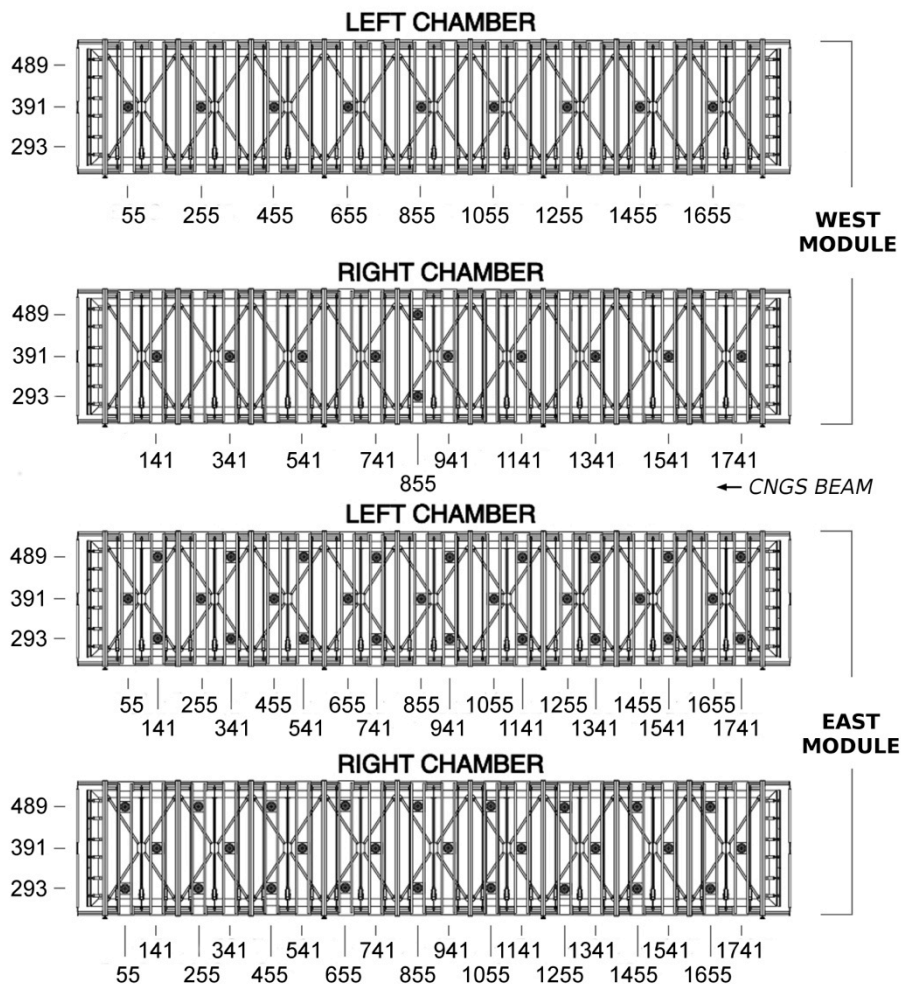 LEFT CHAMBER
489
391
293
55 255 455 655 855 1055 1255 1455 1655
WEST
MODULE
RIGHT CHAMBER
489
391
293
141 341 541 741 941 1141 1341 1541 1741
855
← CNGS BEAM
LEFT CHAMBER
489
391
293
55 255 455 655 855 1055 1255 1455 1655
141 341 541 741 941 1141 1341 1541 1741
EAST
MODULE
RIGHT CHAMBER
489
391
293
141 341 541 741 941 1141 1341 1541 1741
55 255 455 655 855 1055 1255 1455 1655